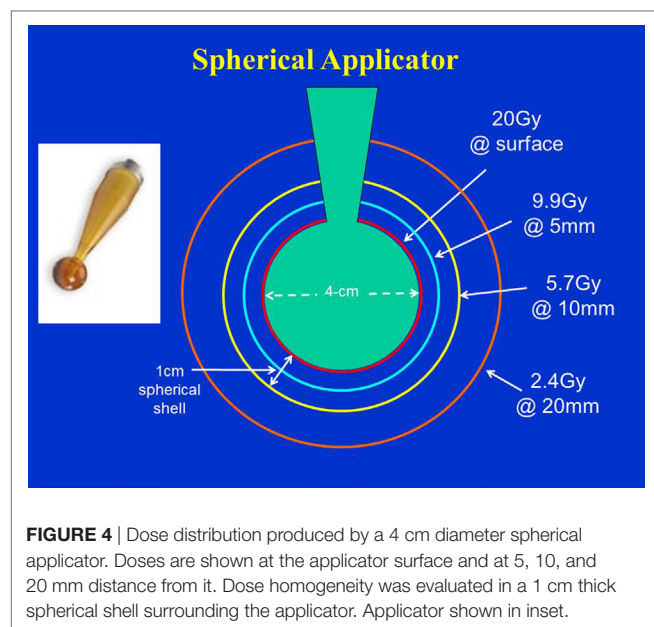 Spherical Applicator
20Gy
@ surface
9.9Gy
@ 5mm
4-cm
5.7Gy
@ 10mm
1cm
spherical
shell
2.4Gy
@ 20mm
FIGURE 4 | Dose distribution produced by a 4 cm diameter spherical
applicator. Doses are shown at the applicator surface and at 5, 10, and
20 mm distance from it. Dose homogeneity was evaluated in a 1 cm thick
spherical shell surrounding the applicator. Applicator shown in inset.